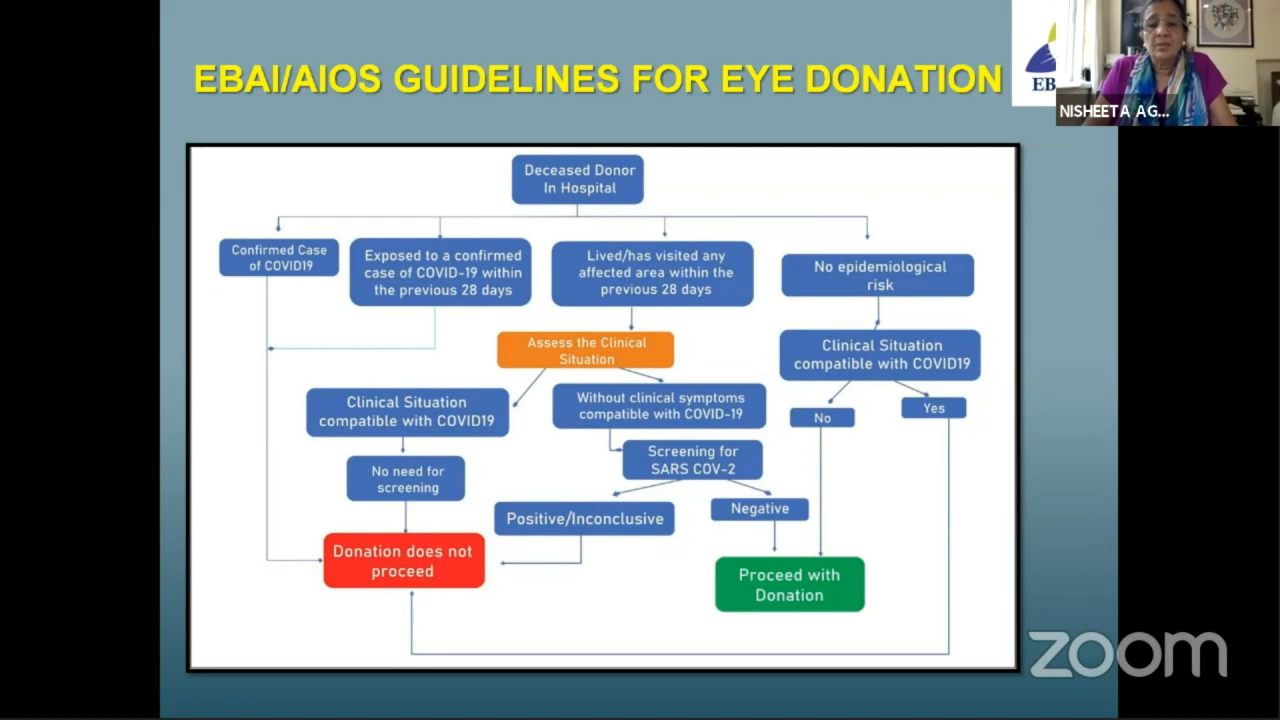 EBAI/AIOS GUIDELINES FOR EYE DONATION
EB
NISHEETA AG...
Deceased Donor
In Hospital
Confirmed Case
of COVID19
Exposed to a confirmed
case of COVID-19 within
the previous 28 days
Lived/has visited any
affected area within the
previous 28 days
No epidemiological
risk
Assess the Clinical
Situation
Clinical Situation
compatible with COVID19
Clinical Situation
compatible with COVID19
Without clinical symptoms
compatible with COVID-19
No
Yes
Screening for
SARS COV-2
No need for
screening
Positive/Inconclusive
Negative
Donation does not
proceed
Proceed with
Donation
zoom